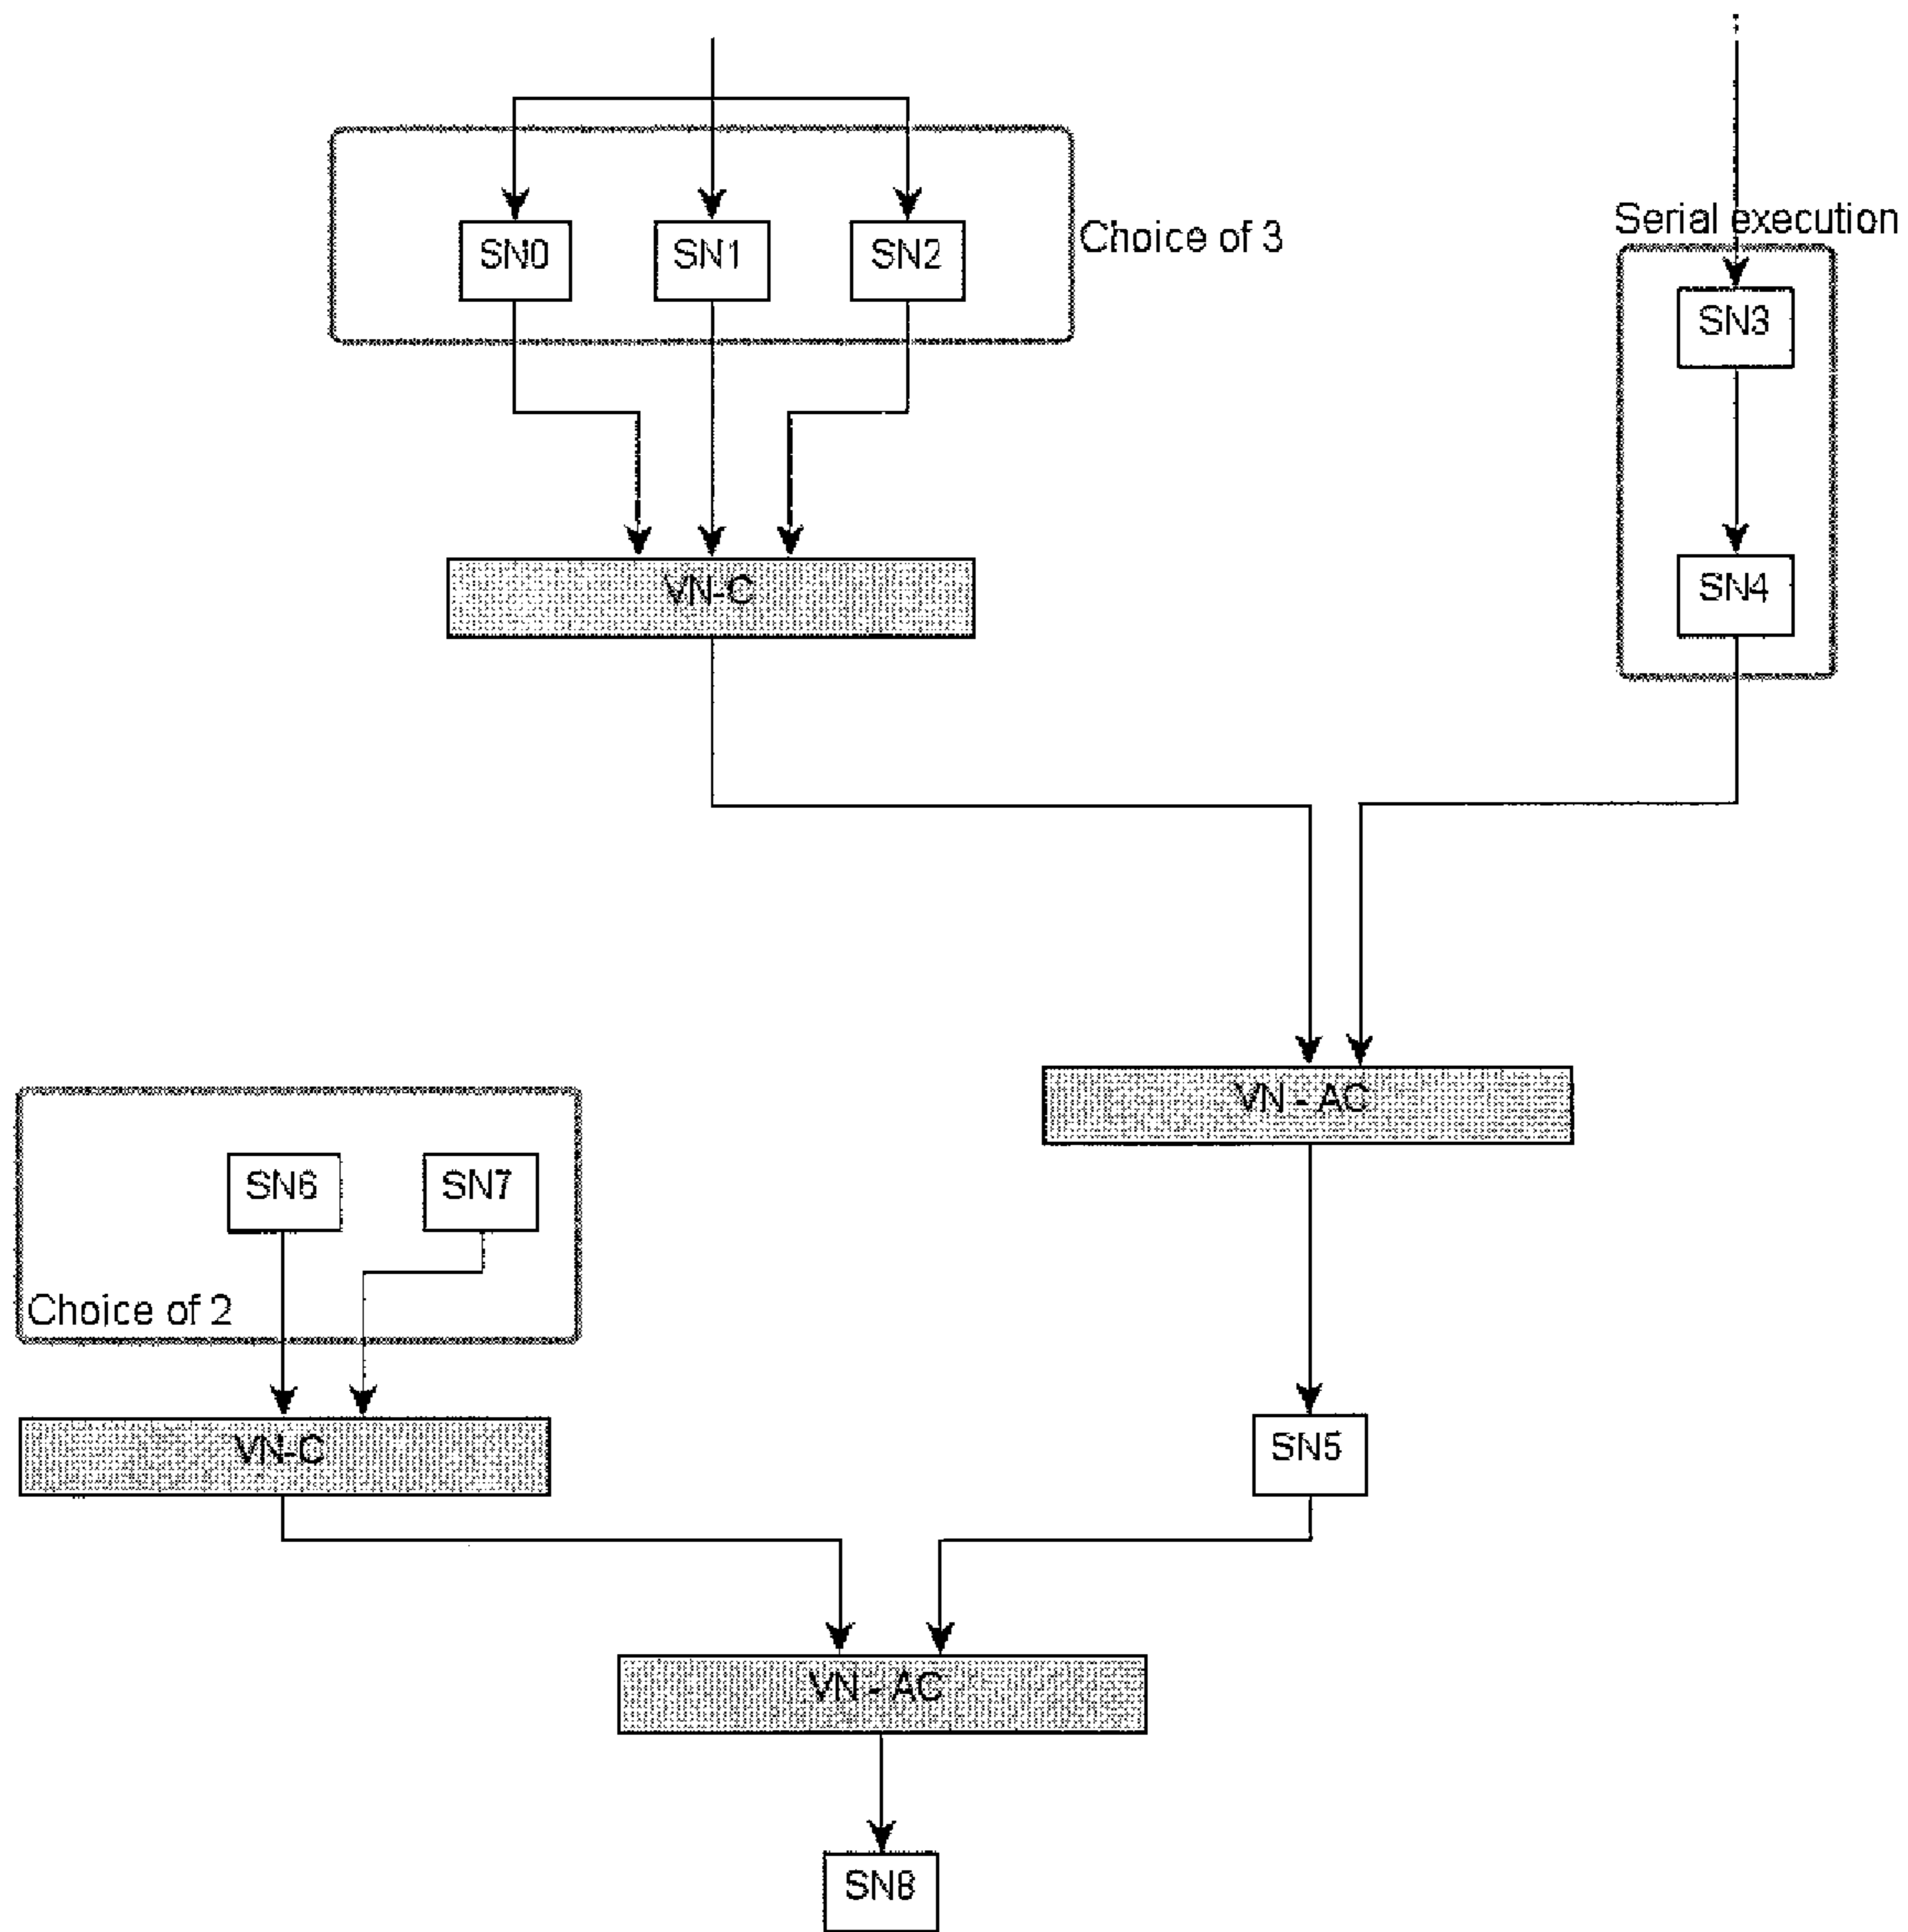 Serial execution
SN0
SN1
SN2
Choice of 3
SN3
VN-C
SN4
VN - AC
SN6
SN7
Choice of 2
VN-C
SN5
VN - AC
SN8